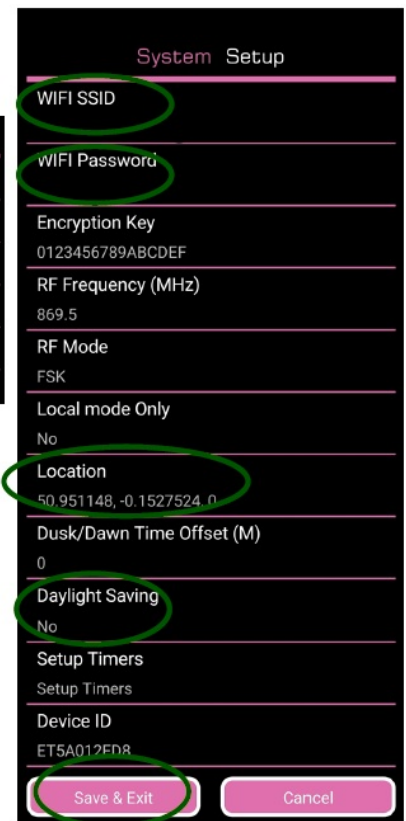 System Setup
WIFI SSID
WIFI Password
Encryption Key
0123456789ABCDEF
RF Frequency (MHz)
869.5
RF Mode
FSK
Local mode Only
No
Location
50.951148, -0.1527524, 0
Dusk/Dawn Time Offset (M)
0
Daylight Saving
No
Setup Timers
Setup Timers
Device ID
ET5A012ED8
Save & Exit
Cancel